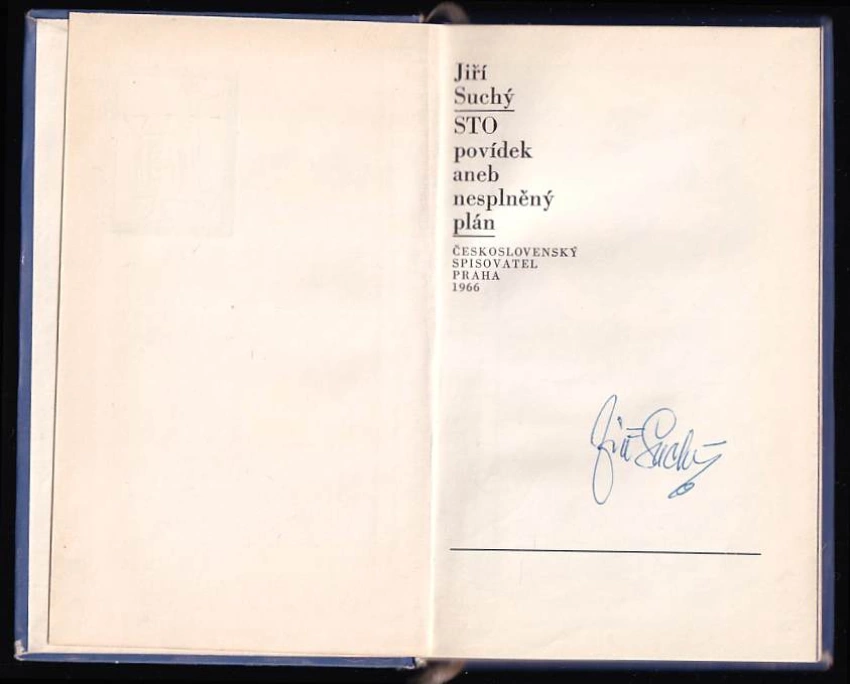 Jiří
Suchý
STO
povídek
aneb
nesplněný
plán
ČESKOSLOVENSKÝ
SPISOVATEL
PRAHA
1966
Jiří Suchý